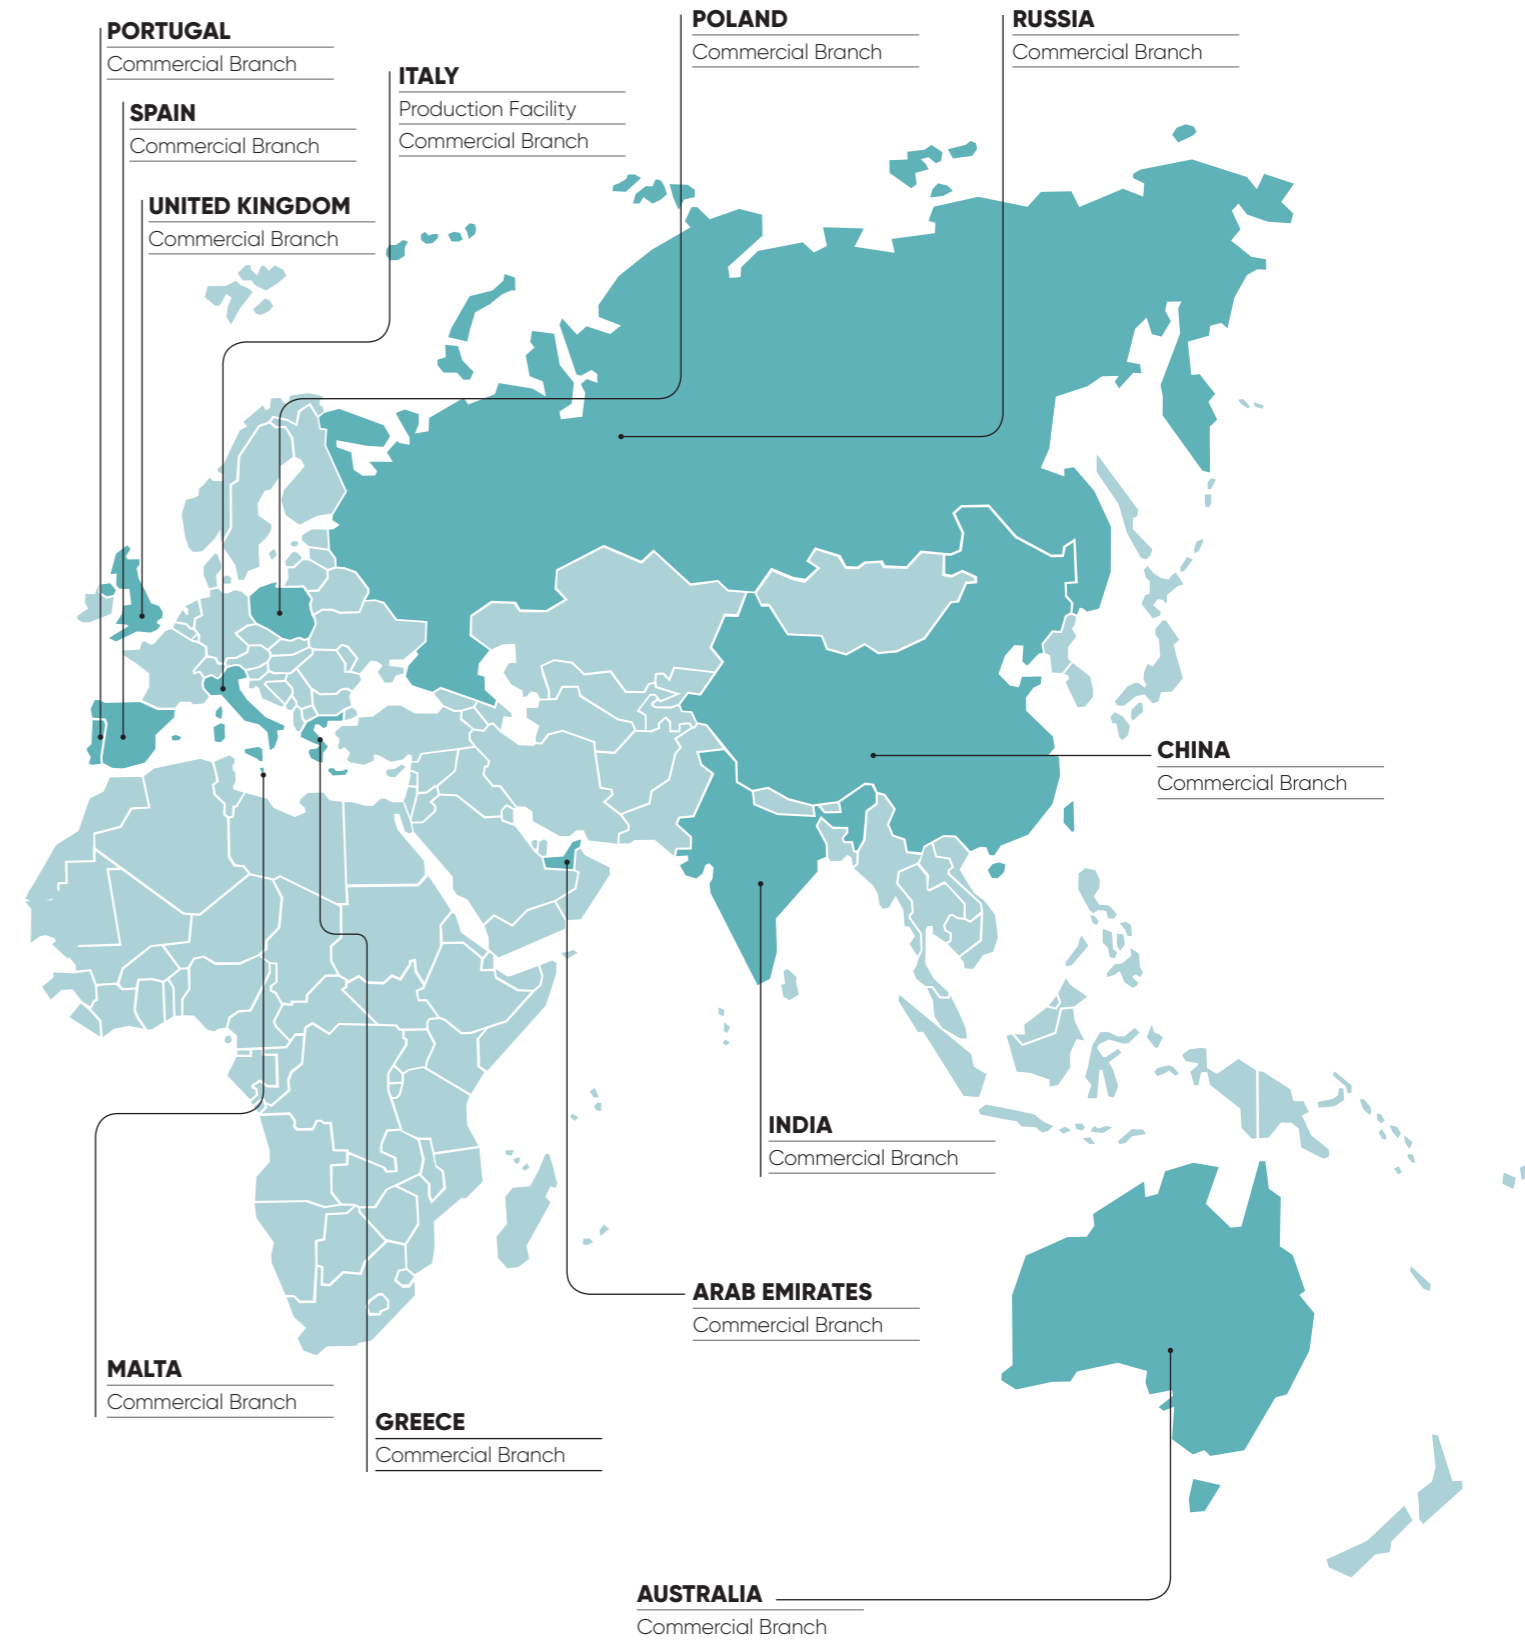 PORTUGAL
Commercial Branch
SPAIN
Commercial Branch
UNITED KINGDOM
Commercial Branch
ITALY
Production Facility
Commercial Branch
POLAND
Commercial Branch
RUSSIA
Commercial Branch
CHINA
Commercial Branch
INDIA
Commercial Branch
ARAB EMIRATES
Commercial Branch
MALTA
Commercial Branch
GREECE
Commercial Branch
AUSTRALIA
Commercial Branch